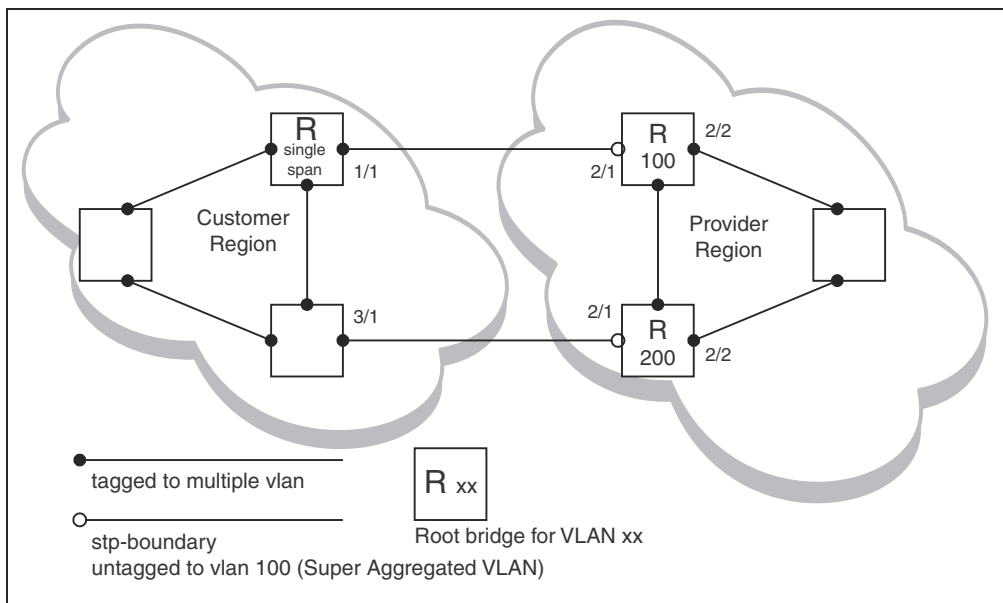 R
single
span
1/1
Customer
Region
3/1
R
100
2/2
2/1
Provider
Region
2/1
R
200
2/2
tagged to multiple vlan
stp-boundary
untagged to vlan 100 (Super Aggregated VLAN)
R xx
Root bridge for VLAN xx